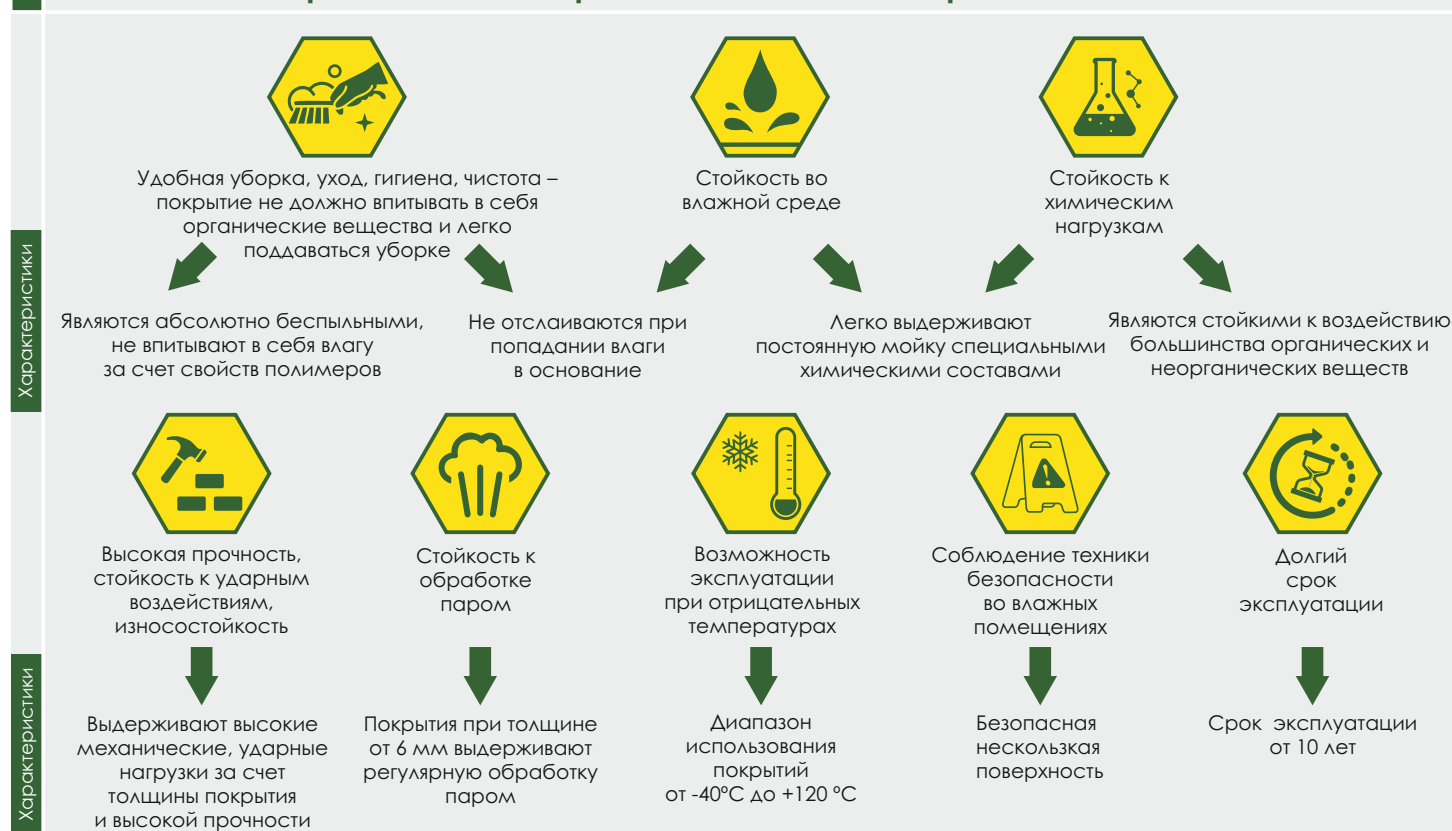 Удобная уборка, уход, гигиена, чистота –
покрытие не должно впитывать в себя
органические вещества и легко
поддаваться уборке
Стойкость во
влажной среде
Стойкость к
химическим
нагрузкам
Характеристики
Являются абсолютно беспыльными,
не впитывают в себя влагу
за счет свойств полимеров
Не отслаиваются при
попадании влаги
в основание
Легко выдерживают
постоянную мойку специальными
химическими составами
Являются стойкими к воздействию
большинства органических и
неорганических веществ
Высокая прочность,
стойкость к ударным
воздействиям,
износостойкость
Стойкость к
обработке
паром
Возможность
эксплуатации
при отрицательных
температурах
Соблюдение техники
безопасности
во влажных
помещениях
Долгий
срок
эксплуатации
Характеристики
Выдерживают высокие
механические, ударные
нагрузки за счет
толщины покрытия
и высокой прочности
Покрытия при толщине
от 6 мм выдерживают
регулярную обработку
паром
Диапазон
использования
покрытий
от -40°С до +120 °С
Безопасная
нескользкая
поверхность
Срок эксплуатации
от 10 лет